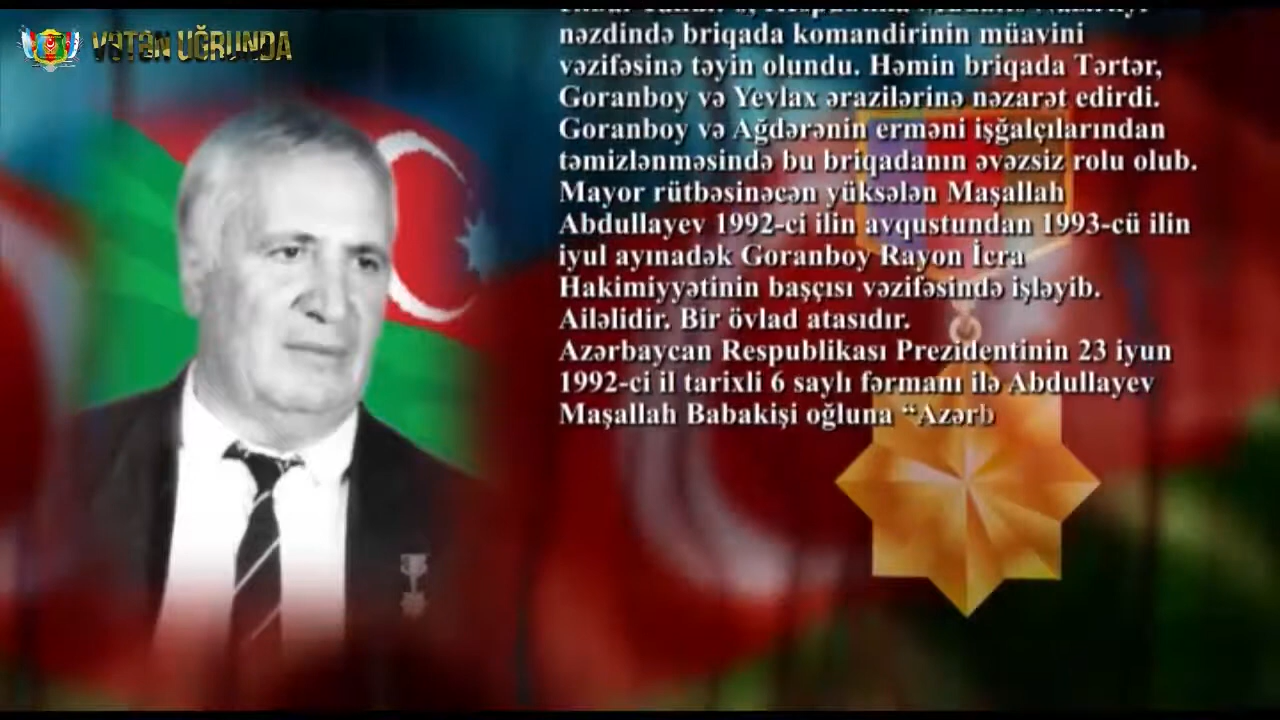 VƏTƏN UĞRUNDA
nəzdində briqada komandirinin müavini
vəzifəsinə təyin olundu. Həmin briqada Tərtər,
Goranboy və Yevlax ərazilərinə nəzarət edirdi.
Goranboy və Ağdərənin erməni işğalçılarından
təmizlənməsində bu briqadanın əvəzsiz rolu olub.
Mayor rütbəsinəcən yüksələn Maşallah
Abdullayev 1992-ci ilin avqustundan 1993-cü ilin
iyul ayınadək Goranboy Rayon İcra
Hakimiyyətinin başçısı vəzifəsində işləyib.
Ailəlidir. Bir övlad atasıdır.
Azərbaycan Respublikası Prezidentinin 23 iyun
1992-ci il tarixli 6 saylı fərmanı ilə Abdullayev
Maşallah Babakişi oğluna “Azərb